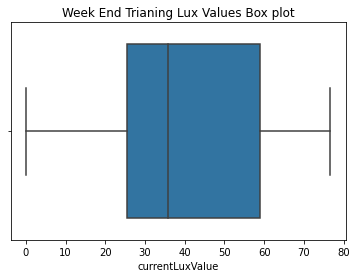 Week End Trianing Lux Values Box plot
0 10 20 30 40 50 60 70 80
currentLuxValue